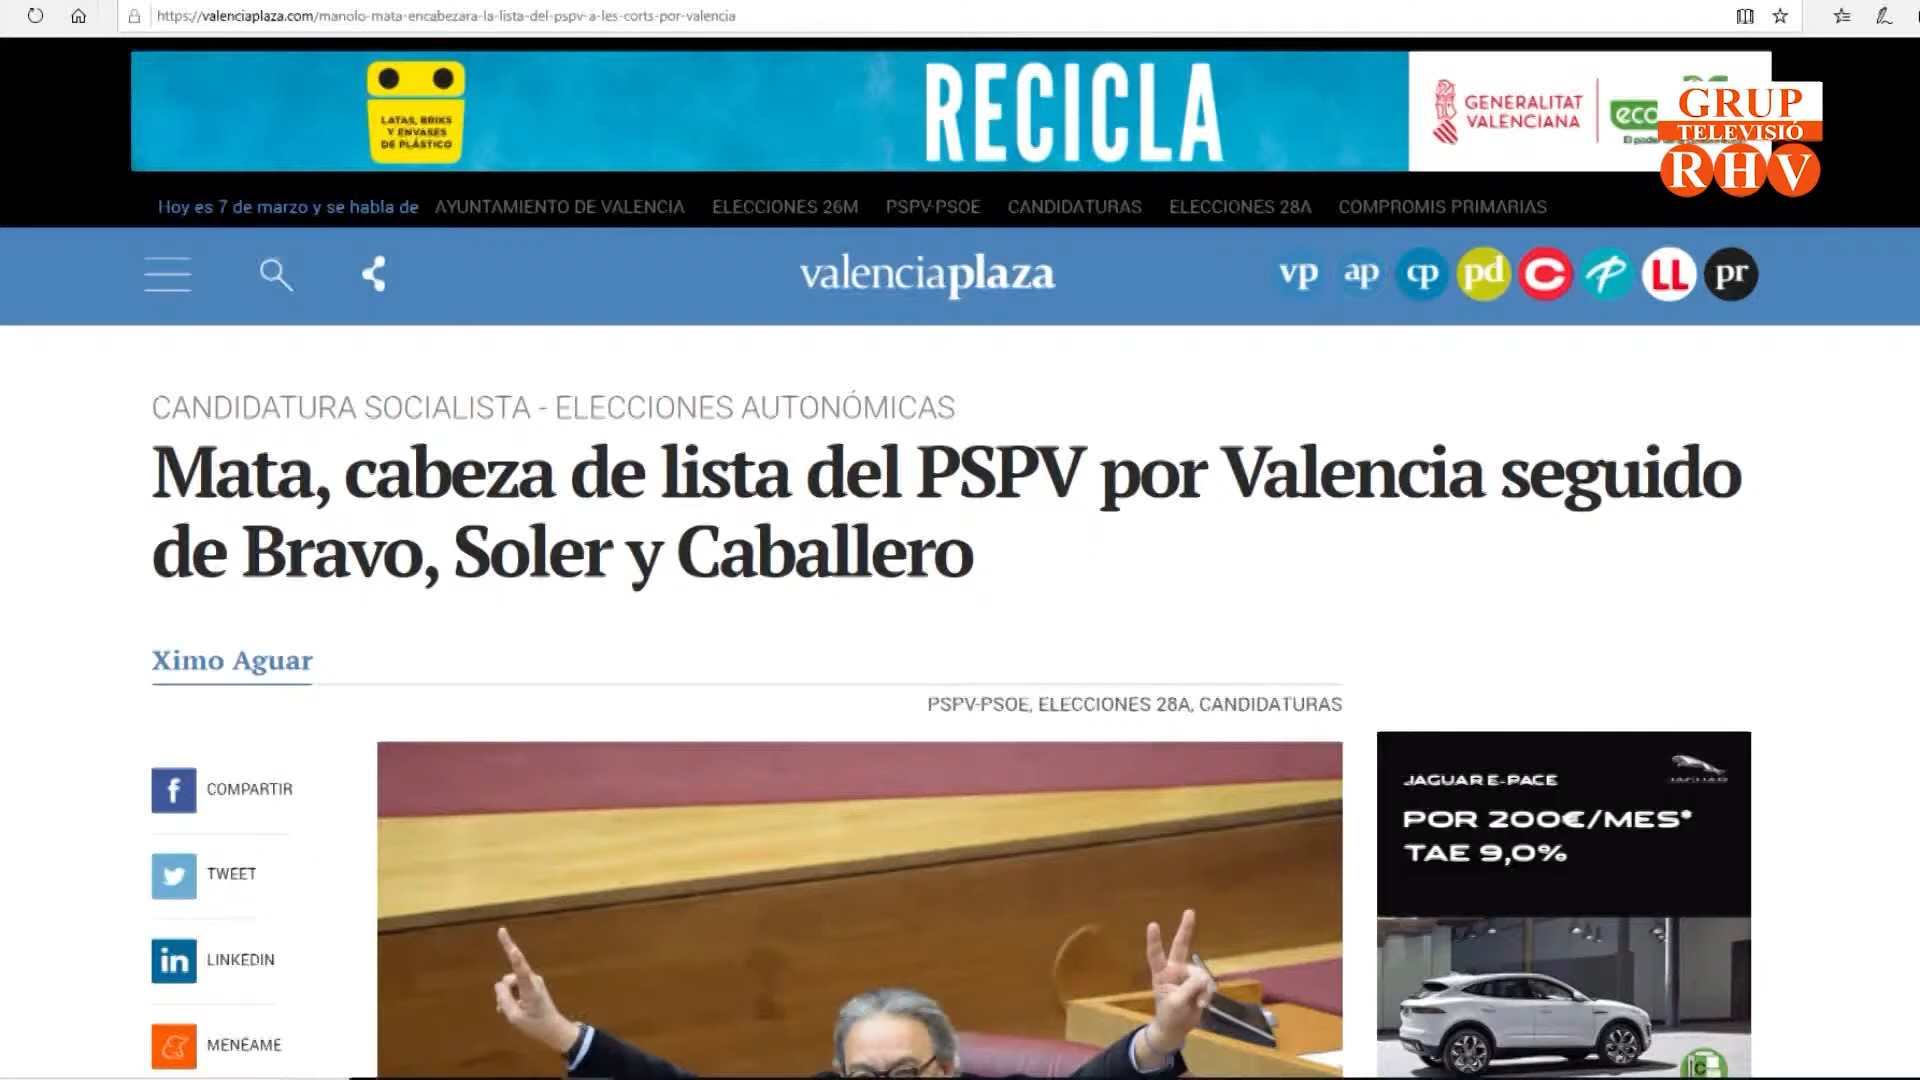 https://valenciaplaza.com/manolo-mata-encabezara-la-lista-del-pspv-a-les-corts-por-valencia
LATAS, BRIKS
Y ENVASES
DE PLÁSTICO
RECICLA
GENERALITAT
VALENCIANA
eco
GRUP
TELEVISIÓ
RHV
Hoy es 7 de marzo y se habla de AYUNTAMIENTO DE VALENCIA ELECCIONES 26M PSPV-PSOE CANDIDATURAS ELECCIONES 28A COMPROMIS PRIMARIAS
valenciaplaza
vp ap cp pd C P LL pr
CANDIDATURA SOCIALISTA - ELECCIONES AUTONÓMICAS
Mata, cabeza de lista del PSPV por Valencia seguido
de Bravo, Soler y Caballero
Ximo Aguar
PSPV-PSOE, ELECCIONES 28A, CANDIDATURAS
COMPARTIR
TWEET
LINKEDIN
MENÉAME
JAGUAR E-PACE
JAGUAR
POR 200€/MES*
TAE 9,0%